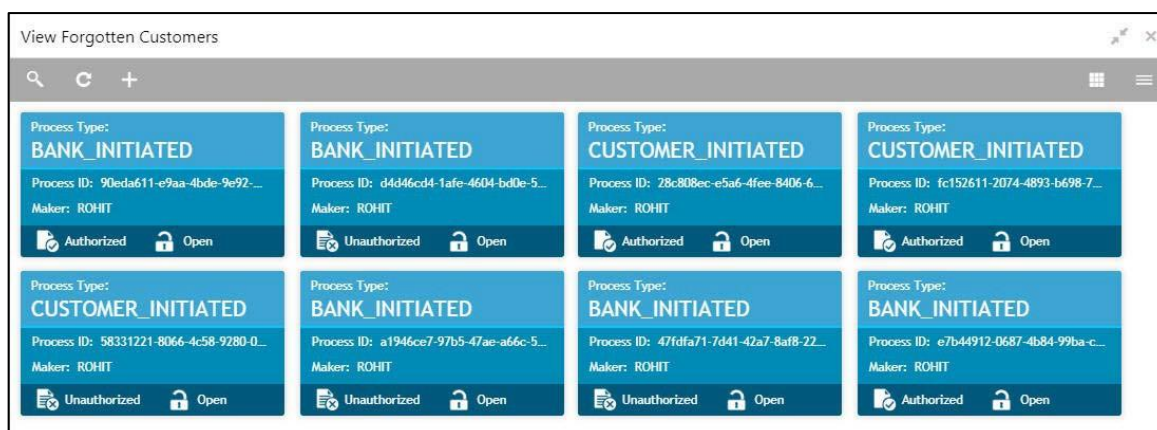 View Forgotten Customers
Process Type:
BANK_INITIATED
Process ID: 90eda611-e9aa-4bde-9e92-...
Maker: ROHIT
Authorized Open
Process Type:
BANK_INITIATED
Process ID: d4d46cd4-1afe-4604-bd0e-5...
Maker: ROHIT
Unauthorized Open
Process Type:
CUSTOMER_INITIATED
Process ID: 28c808ec-e5a6-4fee-8406-6...
Maker: ROHIT
Authorized Open
Process Type:
CUSTOMER_INITIATED
Process ID: fc152611-2074-4893-b698-7...
Maker: ROHIT
Authorized Open
Process Type:
CUSTOMER_INITIATED
Process ID: 58331221-8066-4c58-9280-0...
Maker: ROHIT
Unauthorized Open
Process Type:
BANK_INITIATED
Process ID: a1946ce7-97b5-47ae-a66c-5...
Maker: ROHIT
Unauthorized Open
Process Type:
BANK_INITIATED
Process ID: 47fdfa71-7d41-42a7-8af8-22...
Maker: ROHIT
Unauthorized Open
Process Type:
BANK_INITIATED
Process ID: e7b44912-0687-4b84-99ba-c...
Maker: ROHIT
Authorized Open